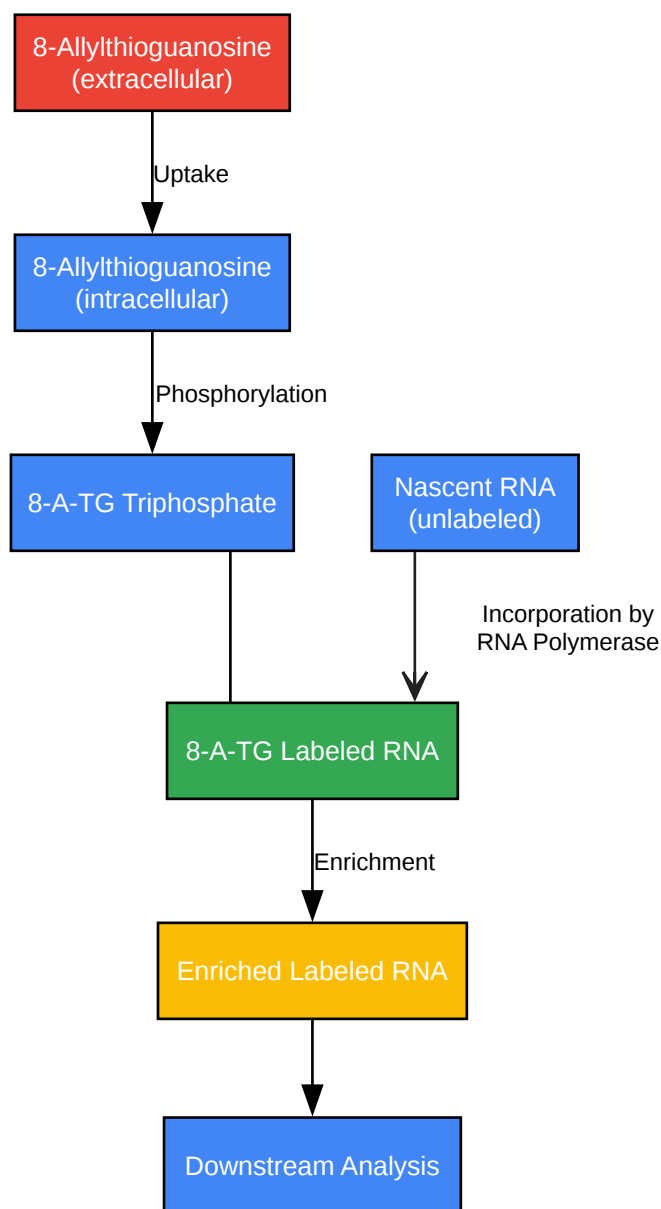 8-Allylthioguanosine
(extracellular)
Uptake
8-Allylthioguanosine
(intracellular)
Phosphorylation
8-A-TG Triphosphate
Nascent RNA
(unlabeled)
Incorporation by
RNA Polymerase
8-A-TG Labeled RNA
Enrichment
Enriched Labeled RNA
Downstream Analysis